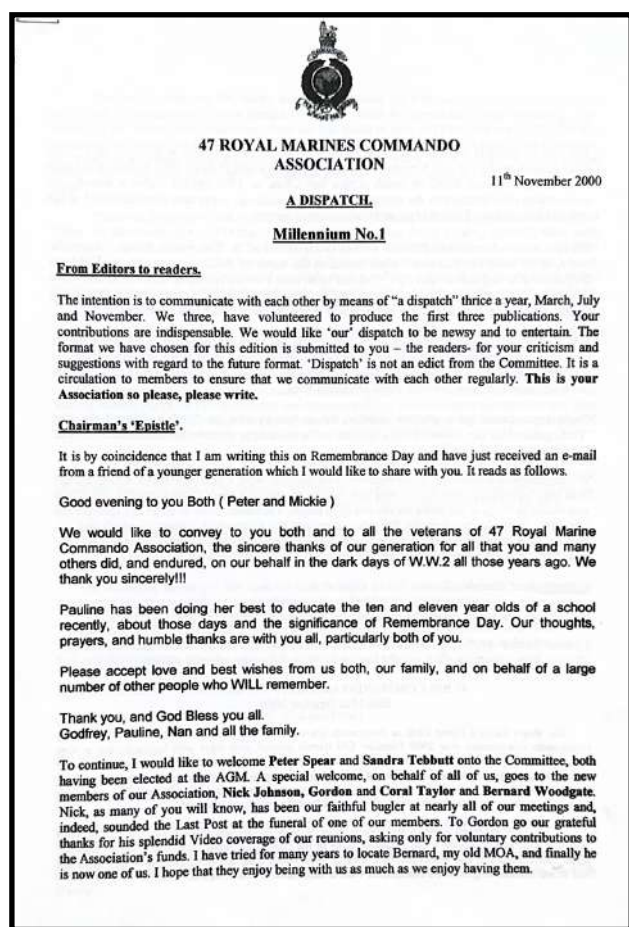 47 ROYAL MARINES COMMANDO
ASSOCIATION
11th November 2000
A DISPATCH.
Millennium No.1
From Editors to readers.
The intention is to communicate with each other by means of "a dispatch" thrice a year, March, July
and November. We three, have volunteered to produce the first three publications. Your
contributions are indispensable. We would like 'our' dispatch to be newsy and to entertain. The
format we have chosen for this edition is submitted to you – the readers- for your criticism and
suggestions with regard to the future format. 'Dispatch' is not an edict from the Committee. It is a
circulation to members to ensure that we communicate with each other regularly. This is your
Association so please, please write.
Chairman's 'Epistle'.
It is by coincidence that I am writing this on Remembrance Day and have just received an e-mail
from a friend of a younger generation which I would like to share with you. It reads as follows.
Good evening to you Both ( Peter and Mickie )
We would like to convey to you both and to all the veterans of 47 Royal Marine
Commando Association, the sincere thanks of our generation for all that you and many
others did, and endured, on our behalf in the dark days of W.W.2 all those years ago. We
thank you sincerely!!!
Pauline has been doing her best to educate the ten and eleven year olds of a school
recently, about those days and the significance of Remembrance Day. Our thoughts,
prayers, and humble thanks are with you all, particularly both of you.
Please accept love and best wishes from us both, our family, and on behalf of a large
number of other people who WILL remember.
Thank you, and God Bless you all.
Godfrey, Pauline, Nan and all the family.
To continue, I would like to welcome Peter Spear and Sandra Tebbutt onto the Committee, both
having been elected at the AGM. A special welcome, on behalf of all of us, goes to the new
members of our Association, Nick Johnson, Gordon and Coral Taylor and Bernard Woodgate.
Nick, as many of you will know, has been our faithful bugler at nearly all of our meetings and,
indeed, sounded the Last Post at the funeral of one of our members. To Gordon go our grateful
thanks for his splendid Video coverage of our reunions, asking only for voluntary contributions to
the Association's funds. I have tried for many years to locate Bernard, my old MOA, and finally he
is now one of us. I hope that they enjoy being with us as much as we enjoy having them.